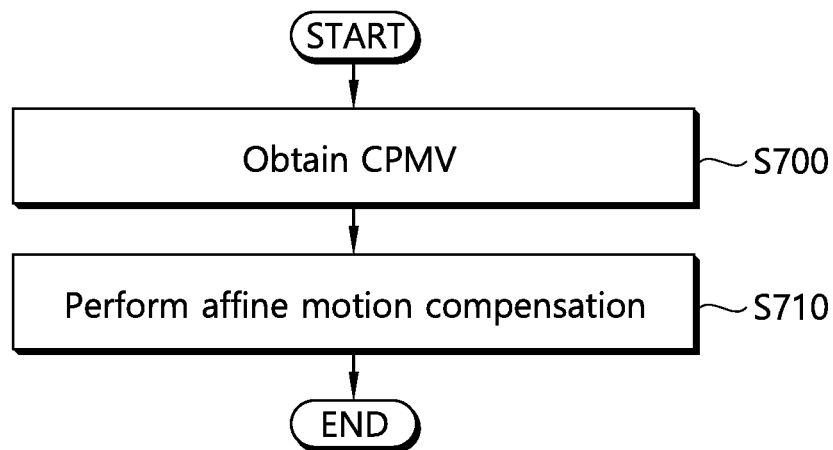 START
Obtain CPMV
S700
Perform affine motion compensation
S710
END